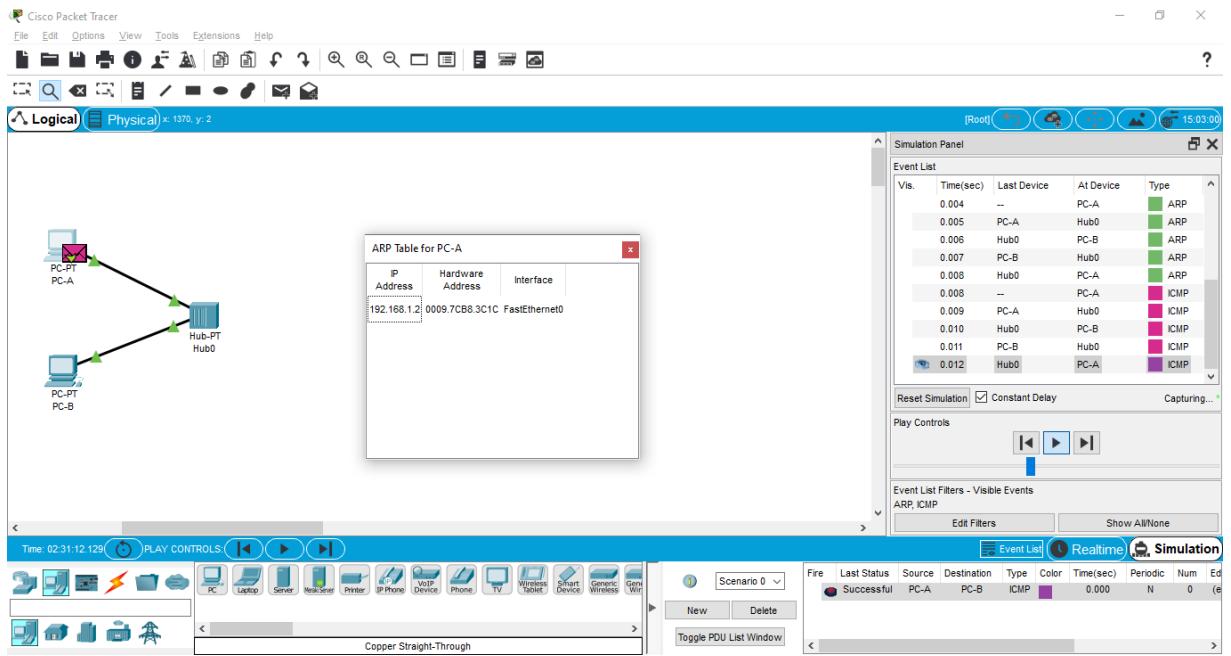 Cisco Packet Tracer
File Edit Options View Tools Extensions Help
?
Logical Physical x: 1370, y: 2 [Root] 15:03:00
PC-PT
PC-A
Hub-PT
Hub0
PC-PT
PC-B
ARP Table for PC-A x
IP Address Hardware Address Interface
192.168.1.2 0009.7CB8.3C1C FastEthernet0
Simulation Panel
Event List
Vis. Time(sec) Last Device At Device Type
0.004 -- PC-A ARP
0.005 PC-A Hub0 ARP
0.006 Hub0 PC-B ARP
0.007 PC-B Hub0 ARP
0.008 Hub0 PC-A ARP
0.008 -- PC-A ICMP
0.009 PC-A Hub0 ICMP
0.010 Hub0 PC-B ICMP
0.011 PC-B Hub0 ICMP
0.012 Hub0 PC-A ICMP
Reset Simulation Constant Delay Capturing... *
Play Controls
Event List Filters - Visible Events
ARP, ICMP
Edit Filters Show All/None
Time: 02:31:12.129 PLAY CONTROLS: Event List Realtime Simulation
PC Laptop Server MerakiServer Printer IP Phone VoIP Device Phone TV Wireless Tablet Smart Device Generic Wireless Gene Wir
Copper Straight-Through
Scenario 0
New Delete
Toggle PDU List Window
Fire Last Status Source Destination Type Color Time(sec) Periodic Num Ed
Successful PC-A PC-B ICMP 0.000 N 0 (e